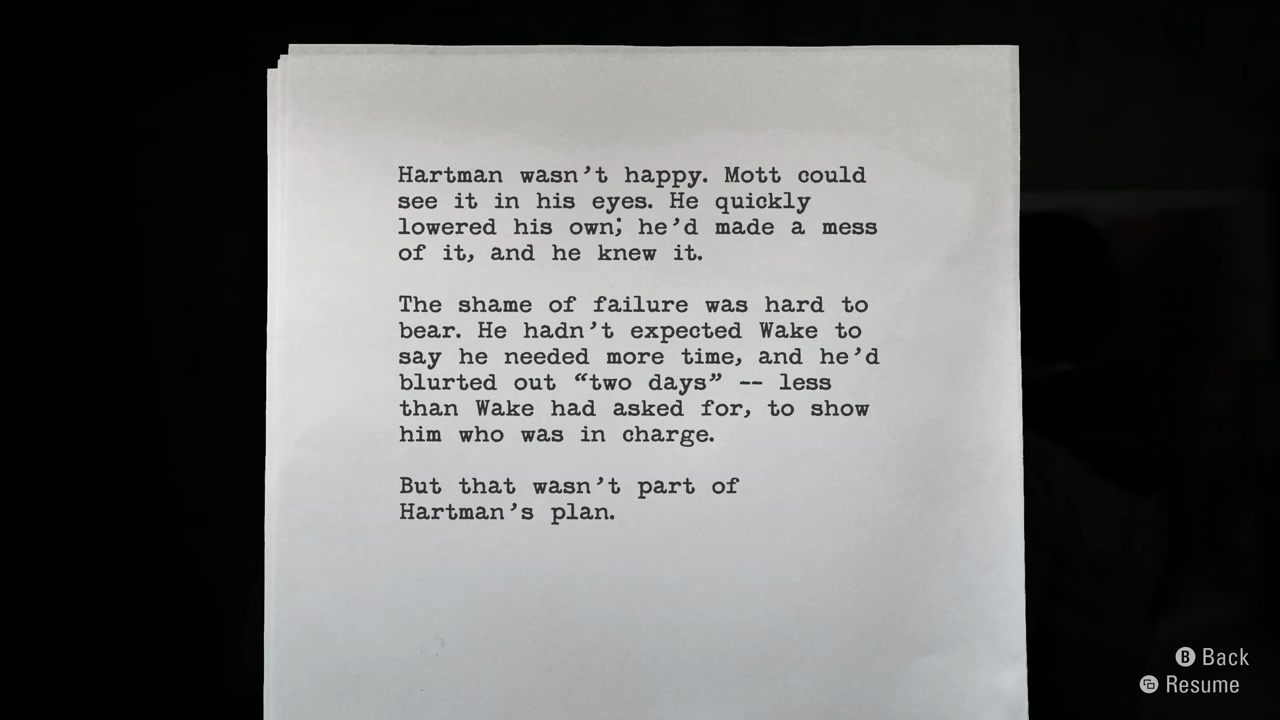 Hartman wasn’t happy. Mott could
see it in his eyes. He quickly
lowered his own; he’d made a mess
of it, and he knew it.
The shame of failure was hard to
bear. He hadn’t expected Wake to
say he needed more time, and he’d
blurted out “two days” -- less
than Wake had asked for, to show
him who was in charge.
But that wasn’t part of
Hartman’s plan.
B Back
Resume